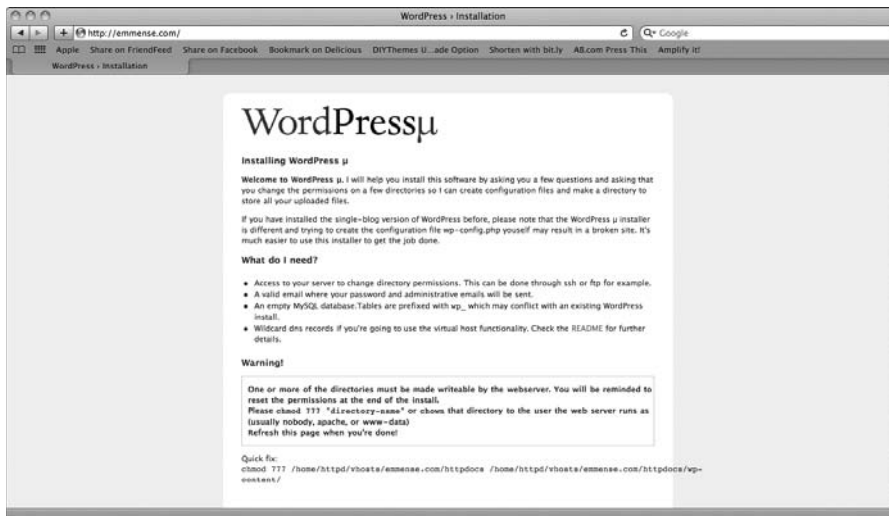 WordPress › Installation
http://emmense.com/
Google
Apple Share on FriendFeed Share on Facebook Bookmark on Delicious DIYThemes U...ade Option Shorten with bit.ly AB.com Press This Amplify It!
WordPress › Installation
WordPressµ
Installing WordPress µ
Welcome to WordPress µ. I will help you install this software by asking you a few questions and asking that
you change the permissions on a few directories so I can create configuration files and make a directory to
store all your uploaded files.
If you have installed the single-blog version of WordPress before, please note that the WordPress µ installer
is different and trying to create the configuration file wp-config.php youself may result in a broken site. It's
much easier to use this installer to get the job done.
What do I need?
• Access to your server to change directory permissions. This can be done through ssh or ftp for example.
• A valid email where your password and administrative emails will be sent.
• An empty MySQL database.Tables are prefixed with wp_ which may conflict with an existing WordPress
install.
• Wildcard dns records if you're going to use the virtual host functionality. Check the README for further
details.
Warning!
One or more of the directories must be made writeable by the webserver. You will be reminded to
reset the permissions at the end of the install.
Please chmod 777 "directory-name" or chown that directory to the user the web server runs as
(usually nobody, apache, or www-data)
Refresh this page when you're done!
Quick fix:
chmod 777 /home/httpd/vhosts/emmense.com/httpdocs /home/httpd/vhosts/emmense.com/httpdocs/wp-
content/